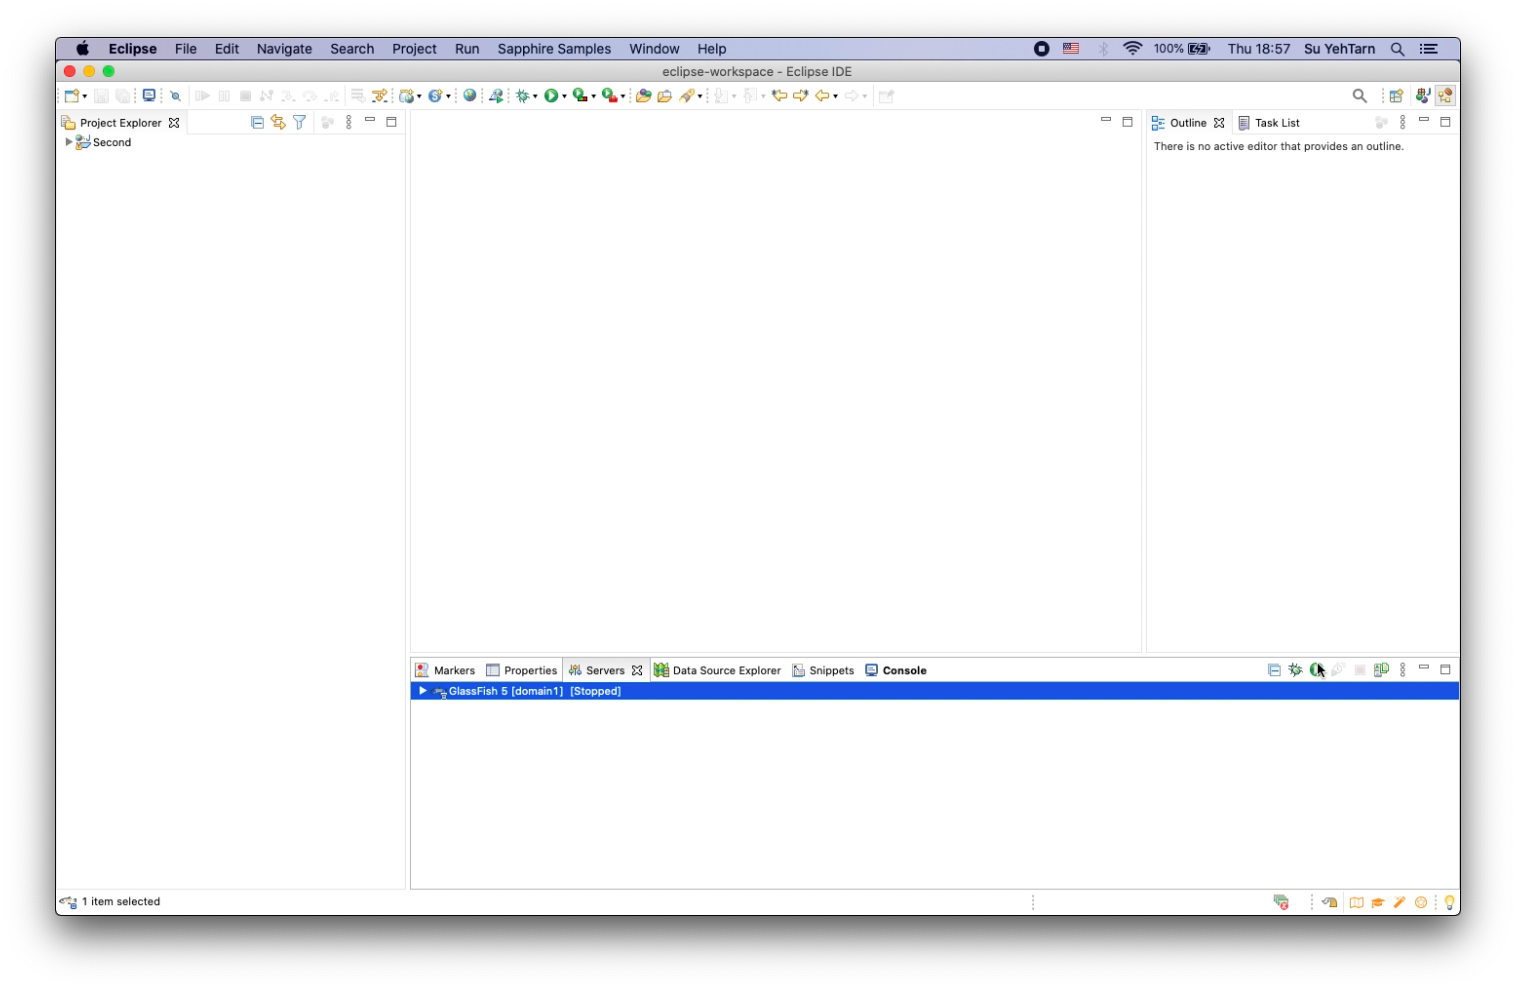 Eclipse File Edit Navigate Search Project Run Sapphire Samples Window Help 100% Thu 18:57 Su YehTarn
eclipse-workspace - Eclipse IDE
Project Explorer
Outline Task List
Second
There is no active editor that provides an outline.
Markers Properties Servers Data Source Explorer Snippets Console
GlassFish 5 [domain1] [Stopped]
1 item selected